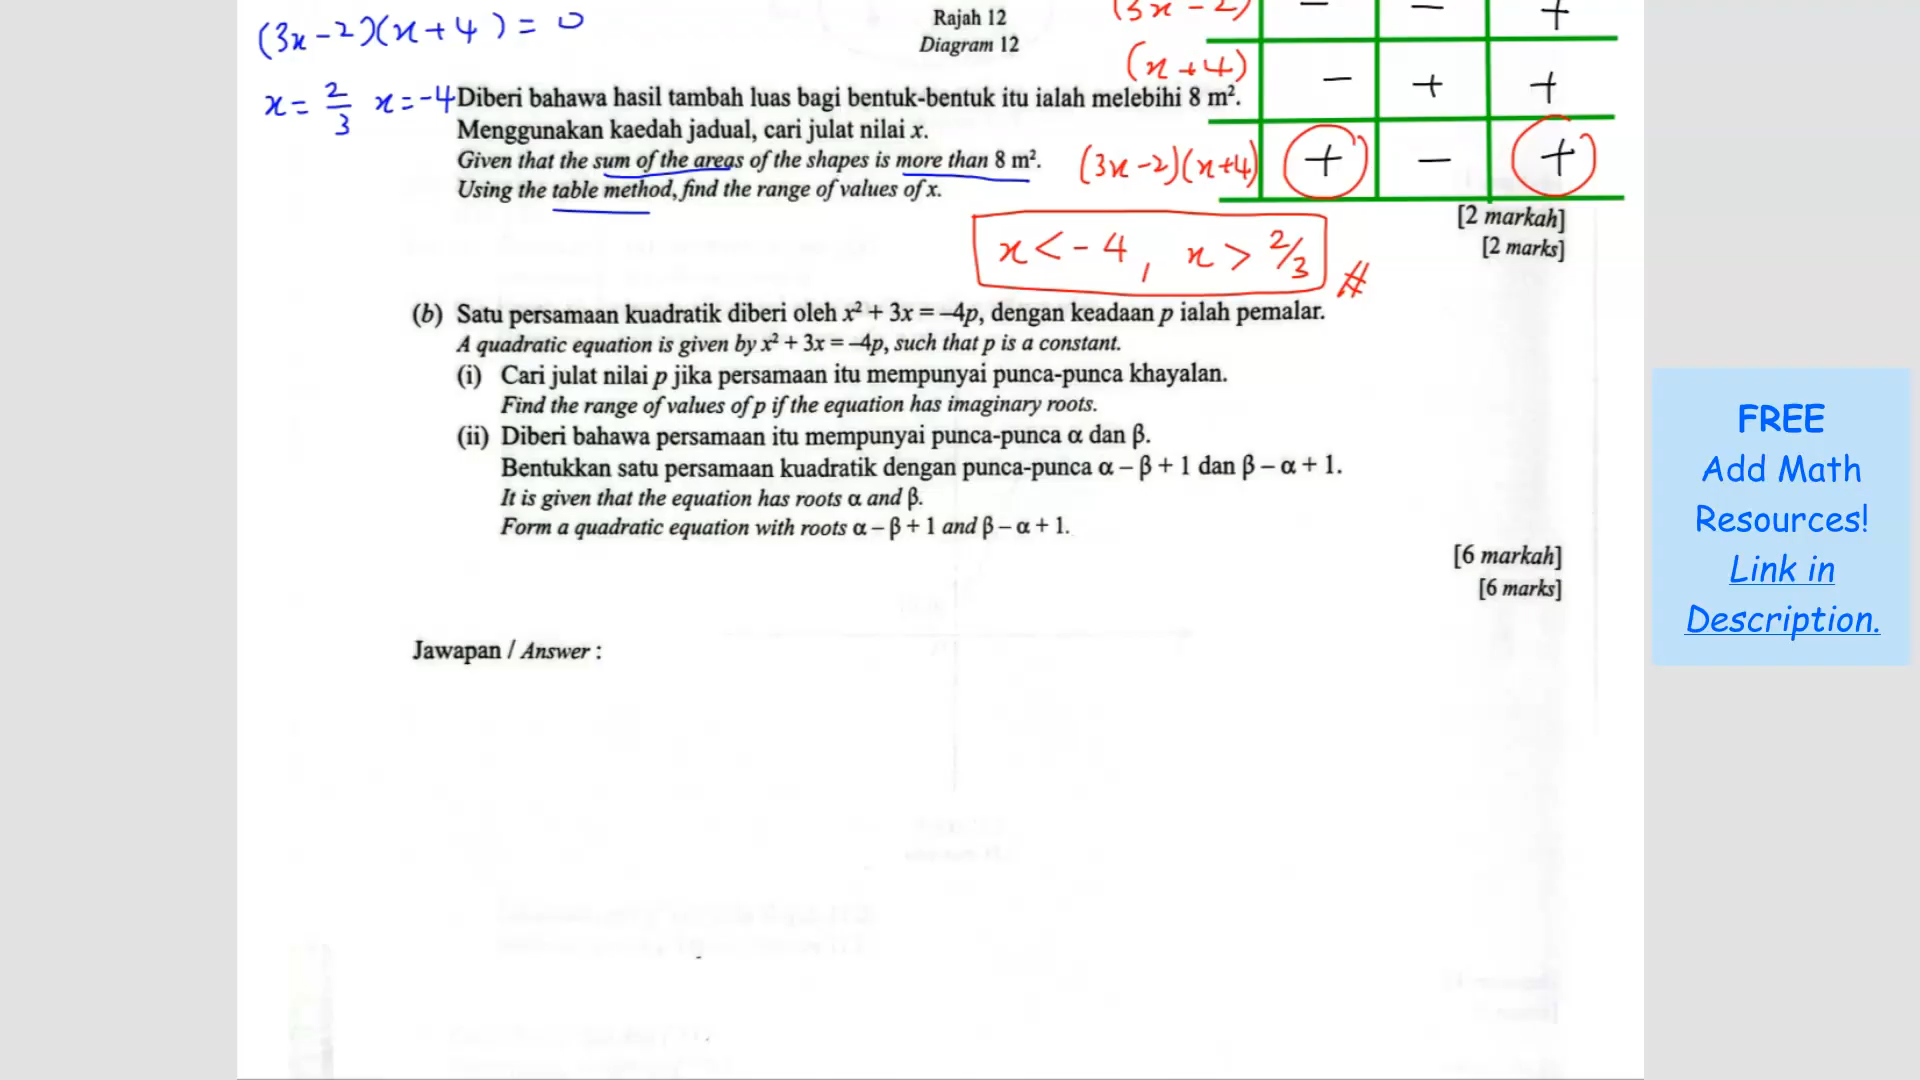 (3x-2)(x+4)=0
x=2/3 x=-4
Rajah 12
Diagram 12
(3x-2) - - +
(x+4) - + +
(3x-2)(x+4) + - +
Diberi bahawa hasil tambah luas bagi bentuk-bentuk itu ialah melebihi 8 m².
Menggunakan kaedah jadual, cari julat nilai x.
Given that the sum of the areas of the shapes is more than 8 m².
Using the table method, find the range of values of x.
[2 markah]
[2 marks]
x < -4, x > 2/3 #
(b) Satu persamaan kuadratik diberi oleh x² + 3x = –4p, dengan keadaan p ialah pemalar.
A quadratic equation is given by x² + 3x = –4p, such that p is a constant.
(i) Cari julat nilai p jika persamaan itu mempunyai punca-punca khayalan.
Find the range of values of p if the equation has imaginary roots.
(ii) Diberi bahawa persamaan itu mempunyai punca-punca α dan β.
Bentukkan satu persamaan kuadratik dengan punca-punca α – β + 1 dan β – α + 1.
It is given that the equation has roots α and β.
Form a quadratic equation with roots α – β + 1 and β – α + 1.
[6 markah]
[6 marks]
Jawapan / Answer :
FREE
Add Math
Resources!
Link in
Description.